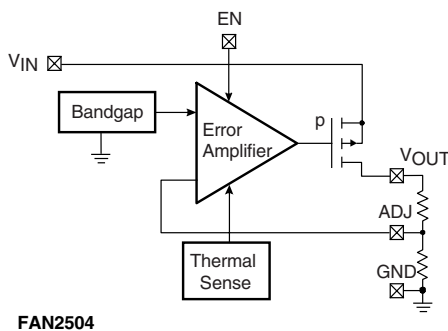 EN
VIN
Bandgap
Error
Amplifier
p
VOUT
ADJ
Thermal
Sense
GND
FAN2504